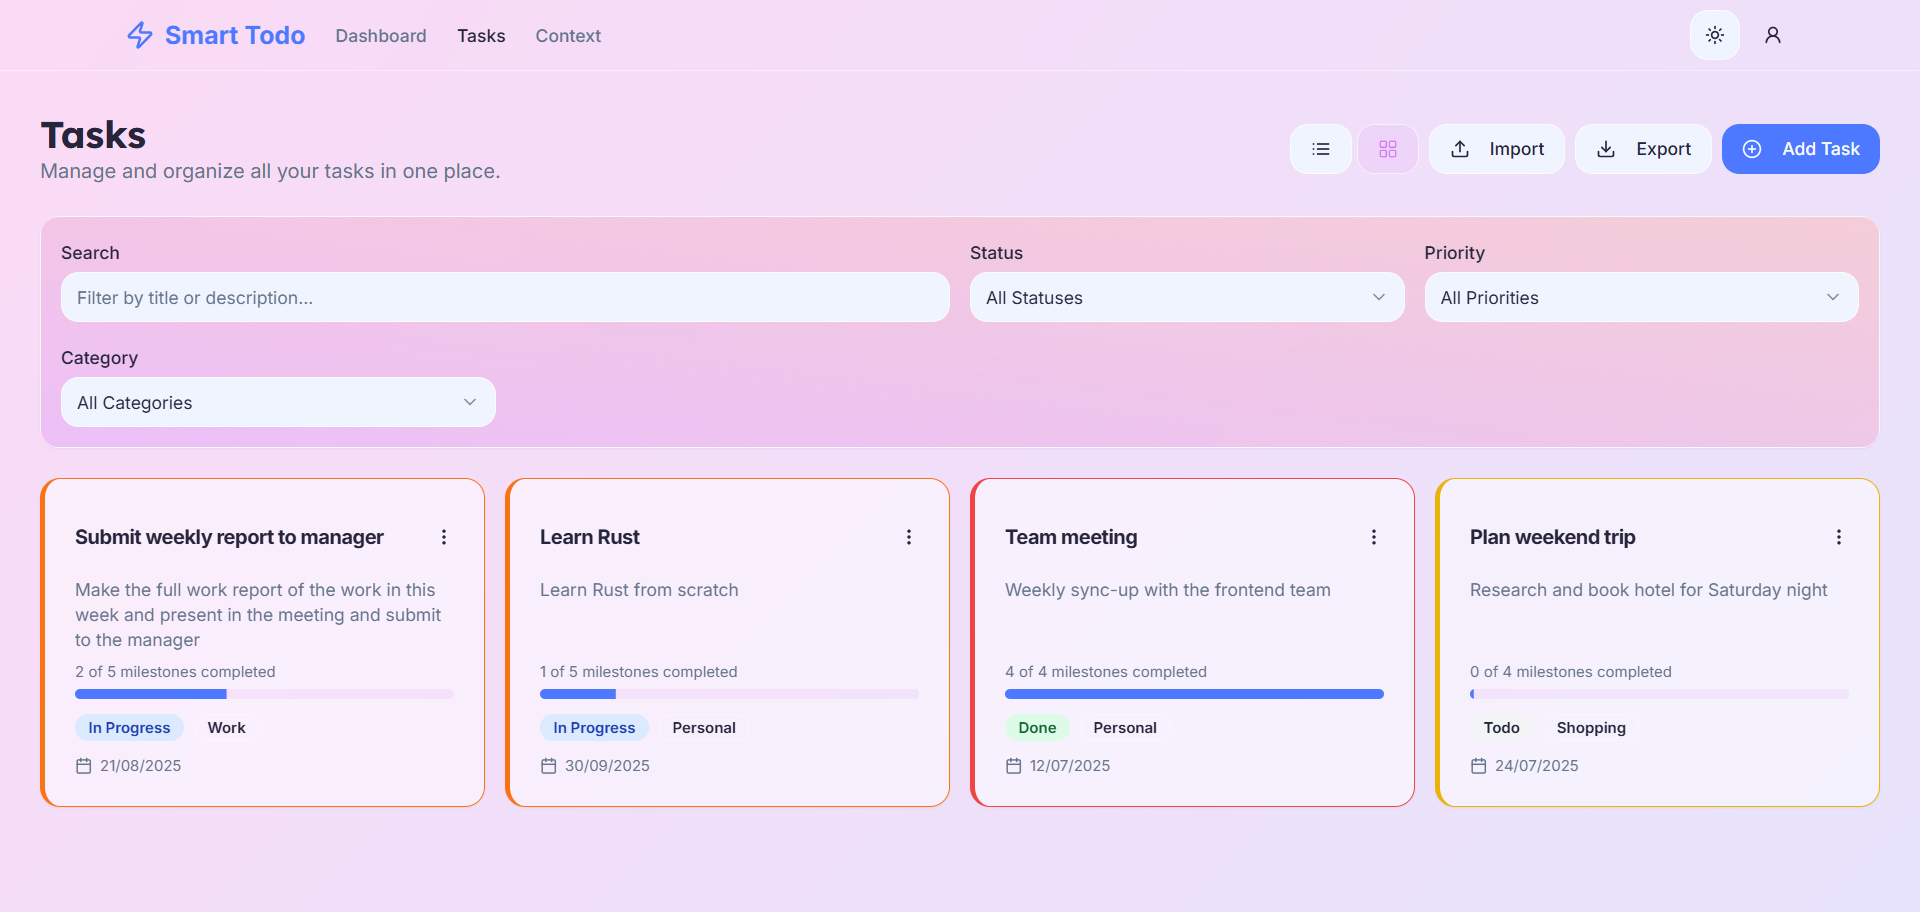 Smart Todo
Dashboard
Tasks
Context
Tasks
Manage and organize all your tasks in one place.
Import
Export
Add Task
Search
Filter by title or description...
Status
All Statuses
Priority
All Priorities
Category
All Categories
Submit weekly report to manager
Make the full work report of the work in this
week and present in the meeting and submit
to the manager
2 of 5 milestones completed
In Progress
Work
21/08/2025
Learn Rust
Learn Rust from scratch
1 of 5 milestones completed
In Progress
Personal
30/09/2025
Team meeting
Weekly sync-up with the frontend team
4 of 4 milestones completed
Done
Personal
12/07/2025
Plan weekend trip
Research and book hotel for Saturday night
0 of 4 milestones completed
Todo
Shopping
24/07/2025